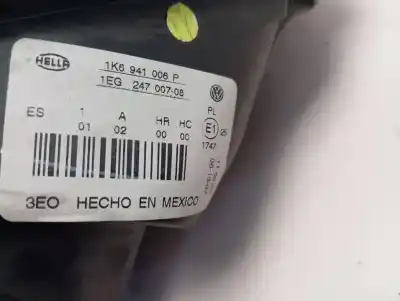 HELLA
1K6 941 006 P
1EG 247 007-08
ES 1 A HR HC PL
01 02 00 00 E1
1747
3EO HECHO EN MEXICO